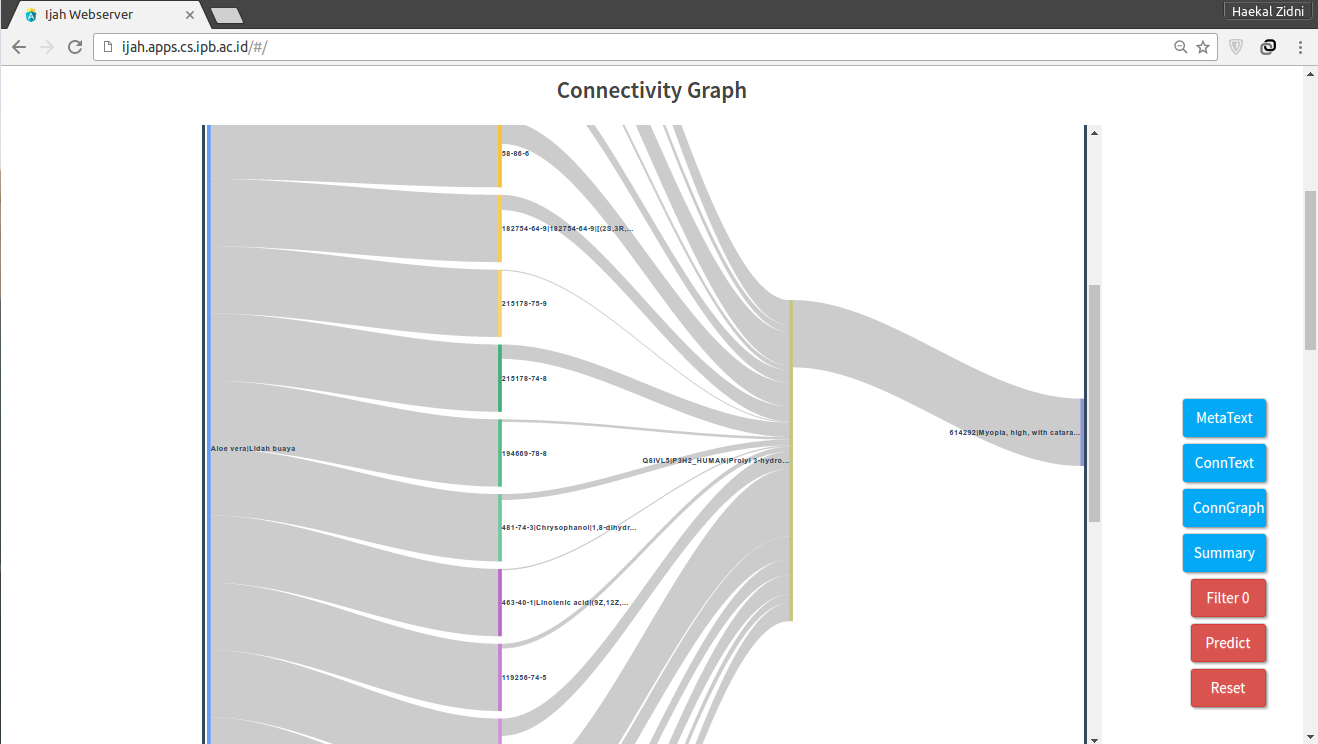 Ijah Webserver
Haekal Zidni
ijah.apps.cs.ipb.ac.id/#/
Connectivity Graph
58-86-6
182754-64-9|182754-64-9|[(2S,3R,...
215178-75-9
215178-74-8
614292|Myopia, high, with catara...
Aloe vera|Lidah buaya
194669-78-8
Q8IVL5|P3H2_HUMAN|Prolyl 3-hydro...
481-74-3|Chrysophanol|1,8-dihydr...
463-40-1|Linolenic acid|(9Z,12Z,...
119256-74-5
MetaText
ConnText
ConnGraph
Summary
Filter 0
Predict
Reset